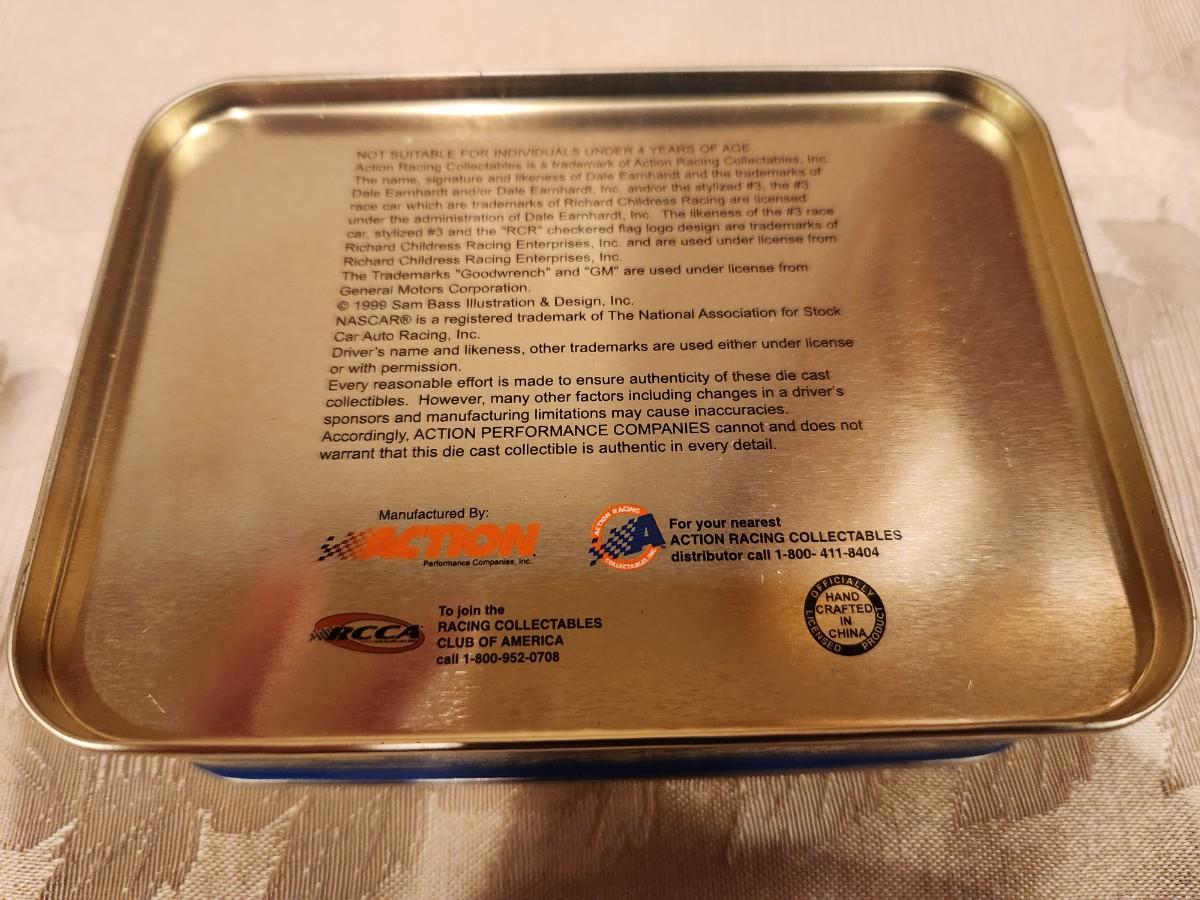 NOT SUITABLE FOR INDIVIDUALS UNDER 4 YEARS OF AGE.
Action Racing Collectables is a trademark of Action Racing Collectables, Inc.
The name, signature and likeness of Dale Earnhardt and the trademarks of
Dale Earnhardt and/or Dale Earnhardt, Inc. and/or the stylized #3, the #3
race car which are trademarks of Richard Childress Racing are licensed
under the administration of Dale Earnhardt, Inc. The likeness of the #3 race
car, stylized #3 and the "RCR" checkered flag logo design are trademarks of
Richard Childress Racing Enterprises, Inc. and are used under license from
Richard Childress Racing Enterprises, Inc.
The Trademarks "Goodwrench" and "GM" are used under license from
General Motors Corporation.
© 1999 Sam Bass Illustration & Design, Inc.
NASCAR® is a registered trademark of The National Association for Stock
Car Auto Racing, Inc.
Driver's name and likeness, other trademarks are used either under license
or with permission.
Every reasonable effort is made to ensure authenticity of these die cast
collectibles. However, many other factors including changes in a driver's
sponsors and manufacturing limitations may cause inaccuracies.
Accordingly, ACTION PERFORMANCE COMPANIES cannot and does not
warrant that this die cast collectible is authentic in every detail.
Manufactured By:
ACTION
Performance Companies, Inc.
ACTION RACING
A
COLLECTABLES, INC.
For your nearest
ACTION RACING COLLECTABLES
distributor call 1-800- 411-8404
RCCA
To join the
RACING COLLECTABLES
CLUB OF AMERICA
call 1-800-952-0708
OFFICIALLY
LICENSED
PRODUCT
HAND
CRAFTED
IN
CHINA